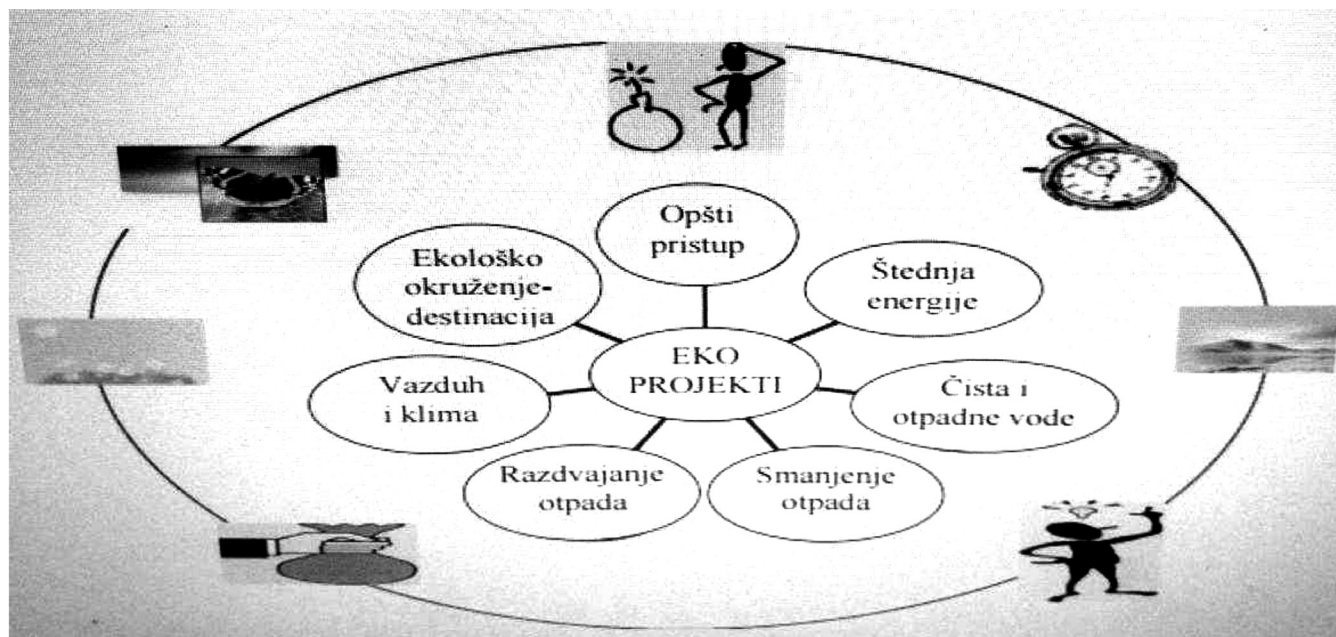 Opšti
pristup
Štednja
energije
Čista i
otpadne vode
Smanjenje
otpada
Razdvajanje
otpada
Vazduh
i klima
Ekološko
okruženje-
destinacija
EKO
PROJEKTI